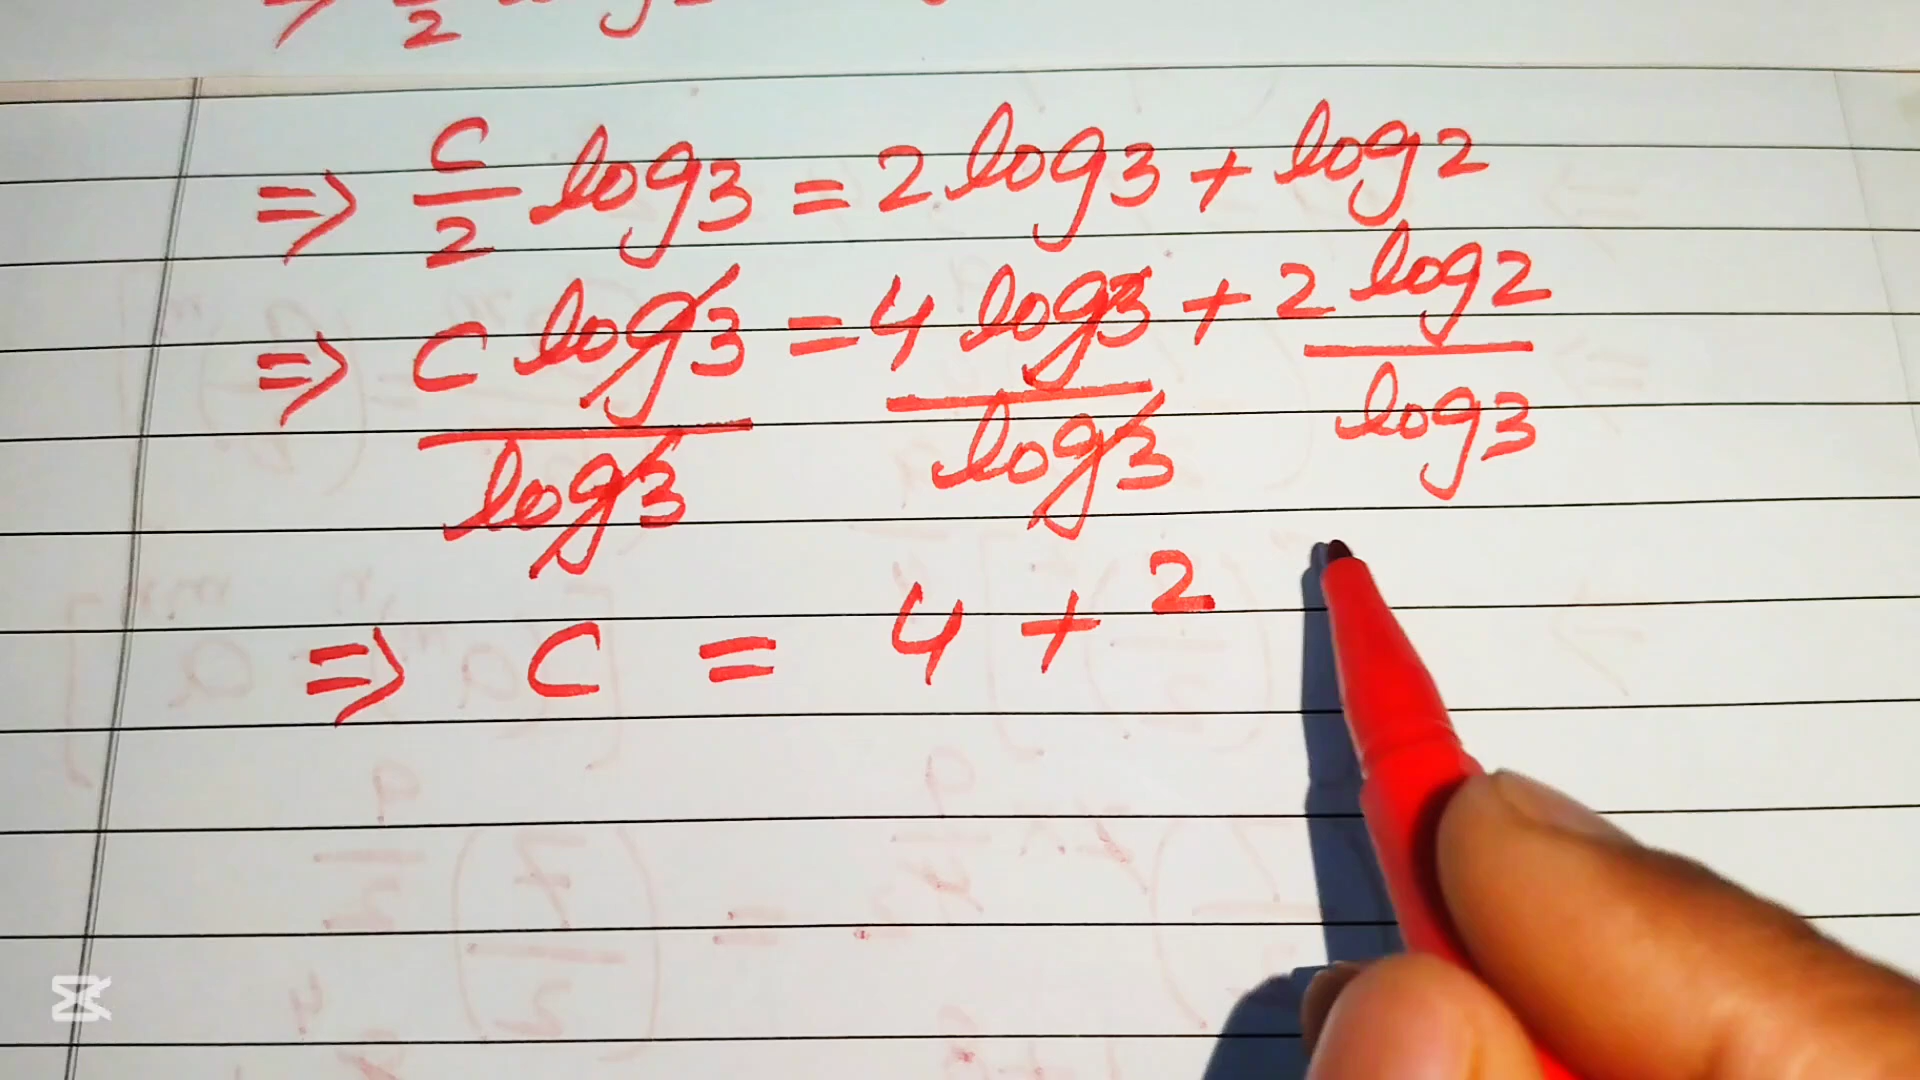 ⇒ c/2 log3 = 2 log3 + log2
⇒ c log3/log3 = 4 log3/log3 + 2 log2/log3
⇒ c = 4 + 2